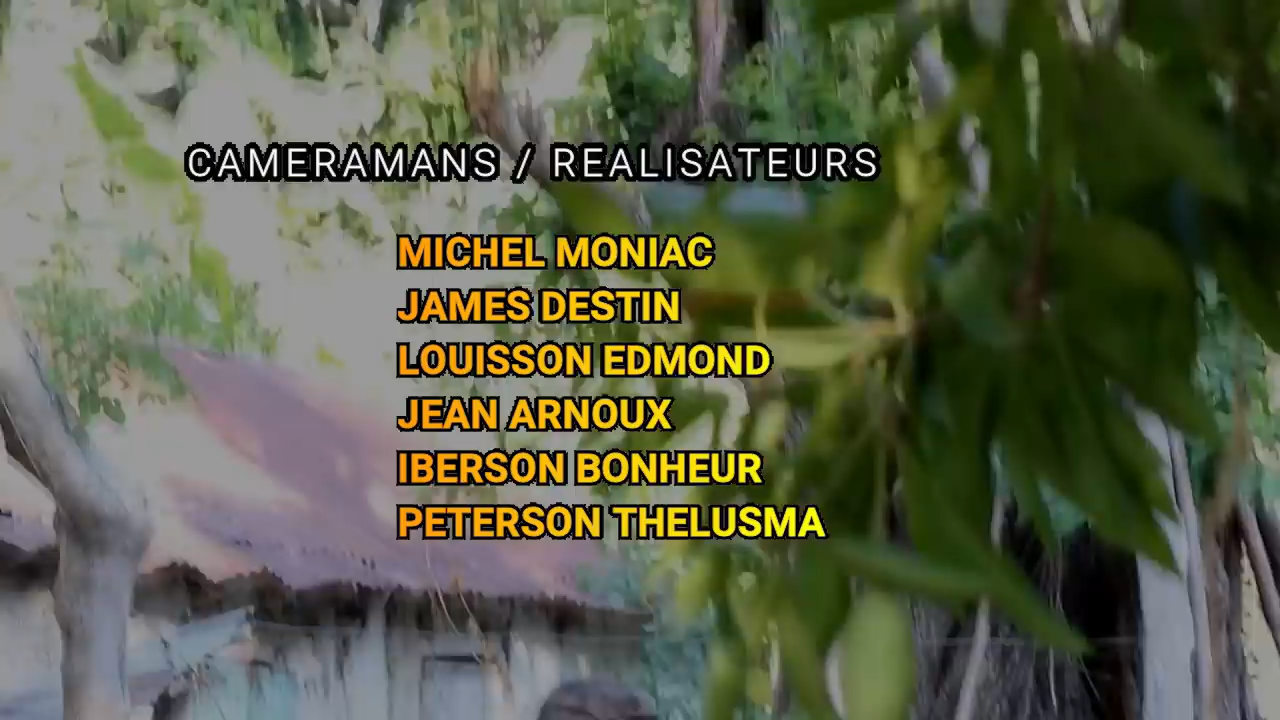 CAMERAMANS / REALISATEURS
MICHEL MONIAC
JAMES DESTIN
LOUISSON EDMOND
JEAN ARNOUX
IBERSON BONHEUR
PETERSON THELUSMA